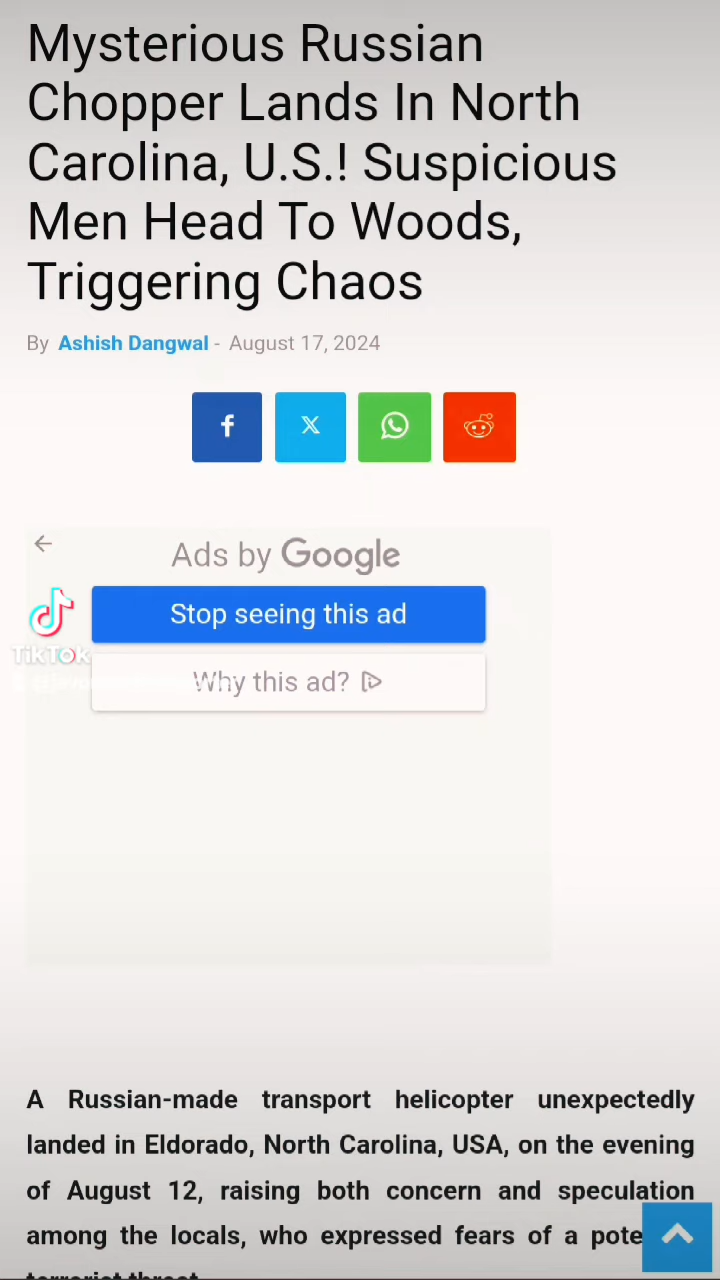 Mysterious Russian
Chopper Lands In North
Carolina, U.S.! Suspicious
Men Head To Woods,
Triggering Chaos
By Ashish Dangwal - August 17, 2024
Ads by Google
Stop seeing this ad
TikTok
Why this ad?
A Russian-made transport helicopter unexpectedly
landed in Eldorado, North Carolina, USA, on the evening
of August 12, raising both concern and speculation
among the locals, who expressed fears of a pote
terrorist threat